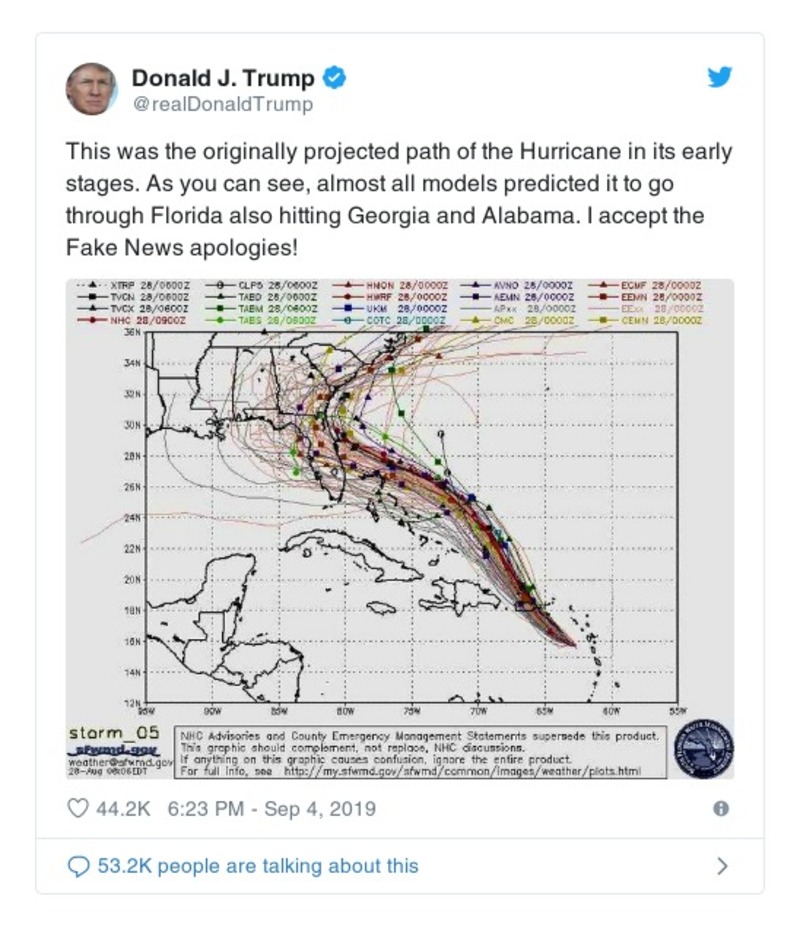 Donald J. Trump
@realDonaldTrump
This was the originally projected path of the Hurricane in its early
stages. As you can see, almost all models predicted it to go
through Florida also hitting Georgia and Alabama. I accept the
Fake News apologies!
XTRP 28/0600Z CLP5 28/0600Z HMON 28/0000Z AVNO 28/0000Z EGMF 28/0000Z
TVCN 28/0600Z TABD 28/0600Z HWRF 28/0000Z AEMN 28/0000Z EEMN 28/0000Z
TVCX 28/0600Z TABM 28/0600Z UKM 28/0000Z APxx 28/0000Z EExx 28/0000Z
NHC 28/0900Z TABS 28/0600Z COTC 28/0000Z CMC 28/0000Z CEMN 28/0000Z
36N
34N
32N
30N
28N
26N
24N
22N
20N
18N
16N
14N
12N
95W 90W 85W 80W 75W 70W 65W 60W 55W
storm_05
sfwmd.gov
weather@sfwmd.gov
28-Aug 06:06EDT
NHC Advisories and County Emergency Management Statements supersede this product.
This graphic should complement, not replace, NHC discussions.
If anything on this graphic causes confusion, ignore the entire product.
For full info, see http://my.sfwmd.gov/sfwmd/common/images/weather/plots.html
44.2K 6:23 PM - Sep 4, 2019
53.2K people are talking about this